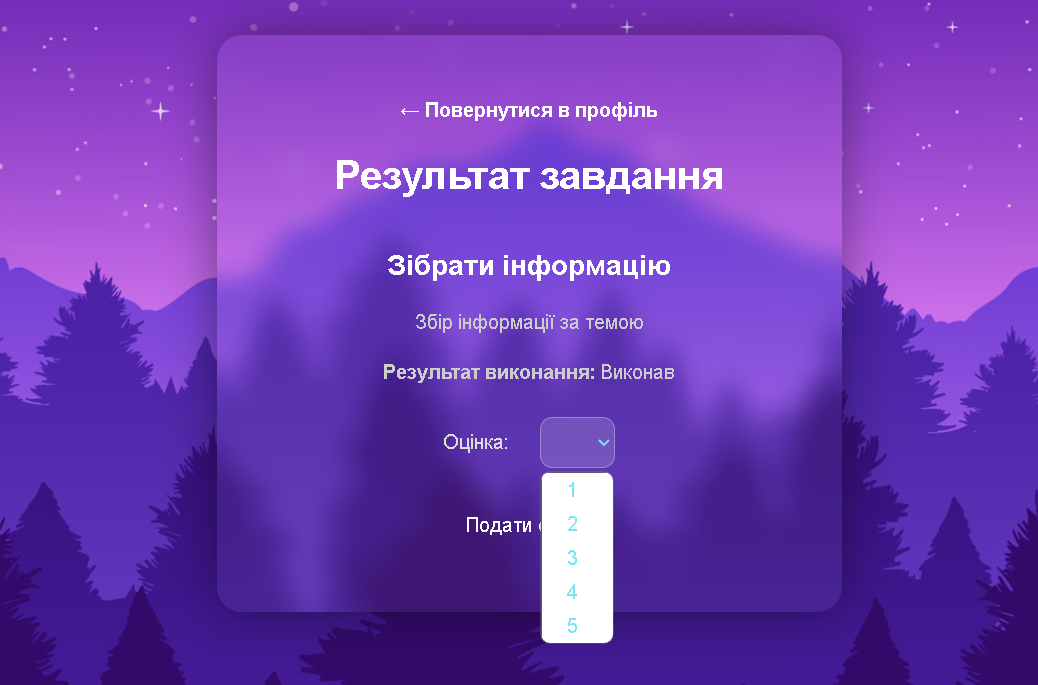 ← Повернутися в профіль
Результат завдання
Зібрати інформацію
Збір інформації за темою
Результат виконання: Виконав
Оцінка:
1
Подати
2
3
4
5